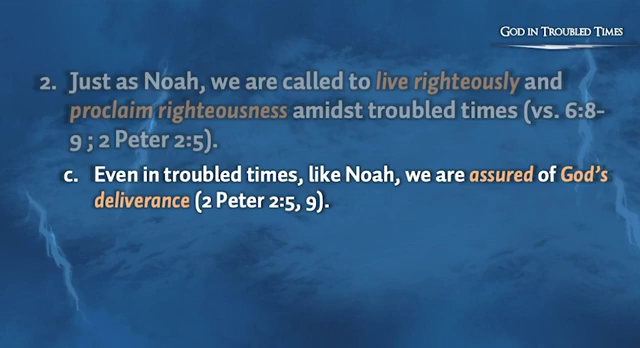 GOD IN TROUBLED TIMES
2. Just as Noah, we are called to live righteously and
proclaim righteousness amidst troubled times (vs. 6:8-
9 ; 2 Peter 2:5).
c. Even in troubled times, like Noah, we are assured of God's
deliverance (2 Peter 2:5, 9).